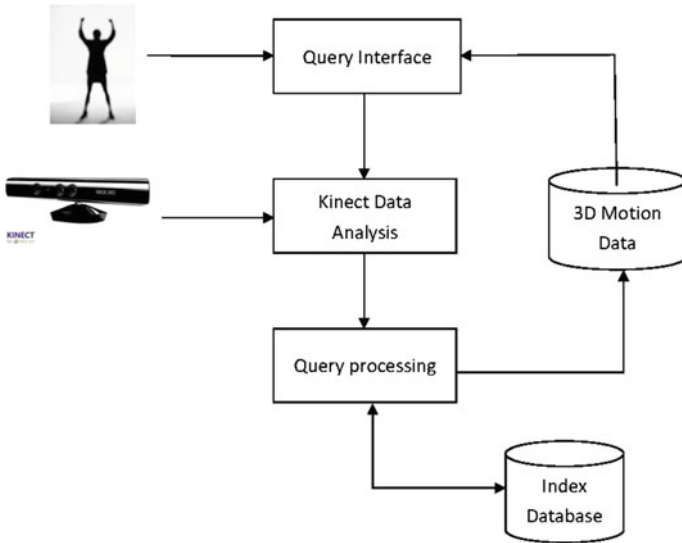 Query Interface
Kinect Data
Analysis
3D Motion
Data
KINECT
Query processing
Index
Database